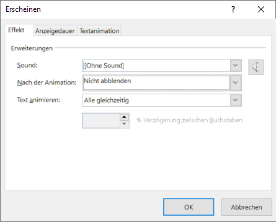 Erscheinen
Effekt Anzeigedauer Textanimation
Erweiterungen
Sound: [Ohne Sound]
Nach der Animation: Nicht abblenden
Text animieren: Alle gleichzeitig
% Verzögerung zwischen Buchstaben
OK Abbrechen